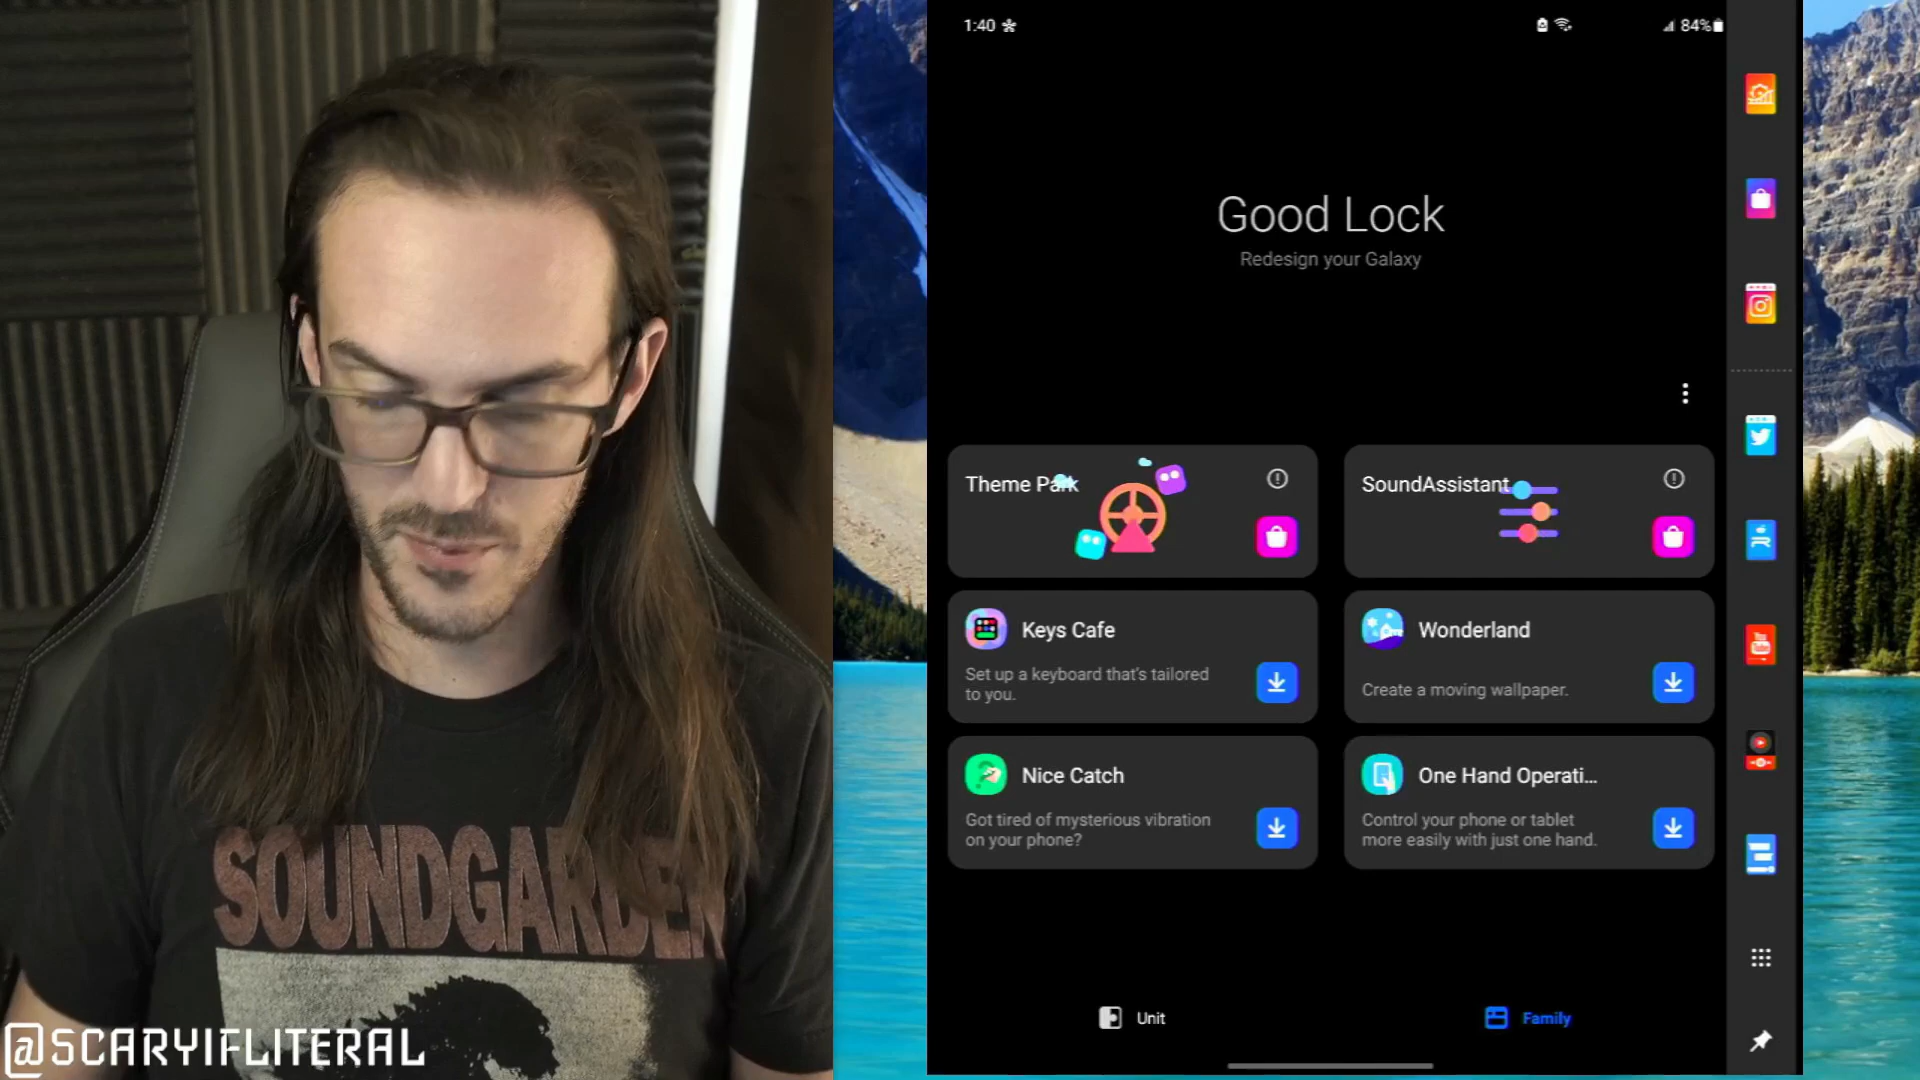 1:40
84%
Good Lock
Redesign your Galaxy
Theme Park
SoundAssistant
Keys Cafe
Set up a keyboard that's tailored
to you.
Wonderland
Create a moving wallpaper.
Nice Catch
Got tired of mysterious vibration
on your phone?
One Hand Operati...
Control your phone or tablet
more easily with just one hand.
Unit
Family
SOUNDGARDEN
@SCARYIFLITERAL